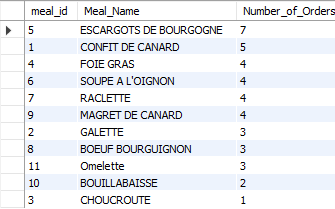 meal_id Meal_Name Number_of_Orders
5 ESCARGOTS DE BOURGOGNE 7
1 CONFIT DE CANARD 5
4 FOIE GRAS 4
6 SOUPE A L'OIGNON 4
7 RACLETTE 4
9 MAGRET DE CANARD 4
2 GALETTE 3
8 BOEUF BOURGUIGNON 3
11 Omelette 3
10 BOUILLABAISSE 2
3 CHOUCROUTE 1